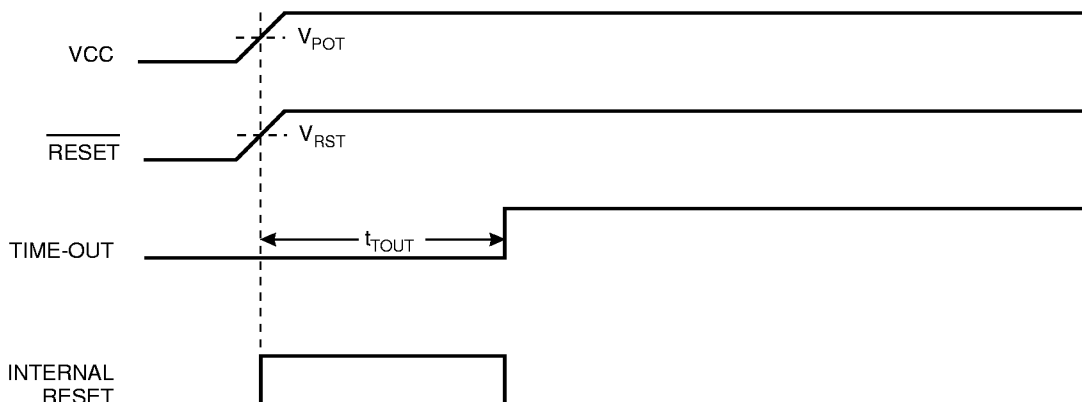 VCC
VPOT
RESET
VRST
TIME-OUT
tTOUT
INTERNAL
RESET